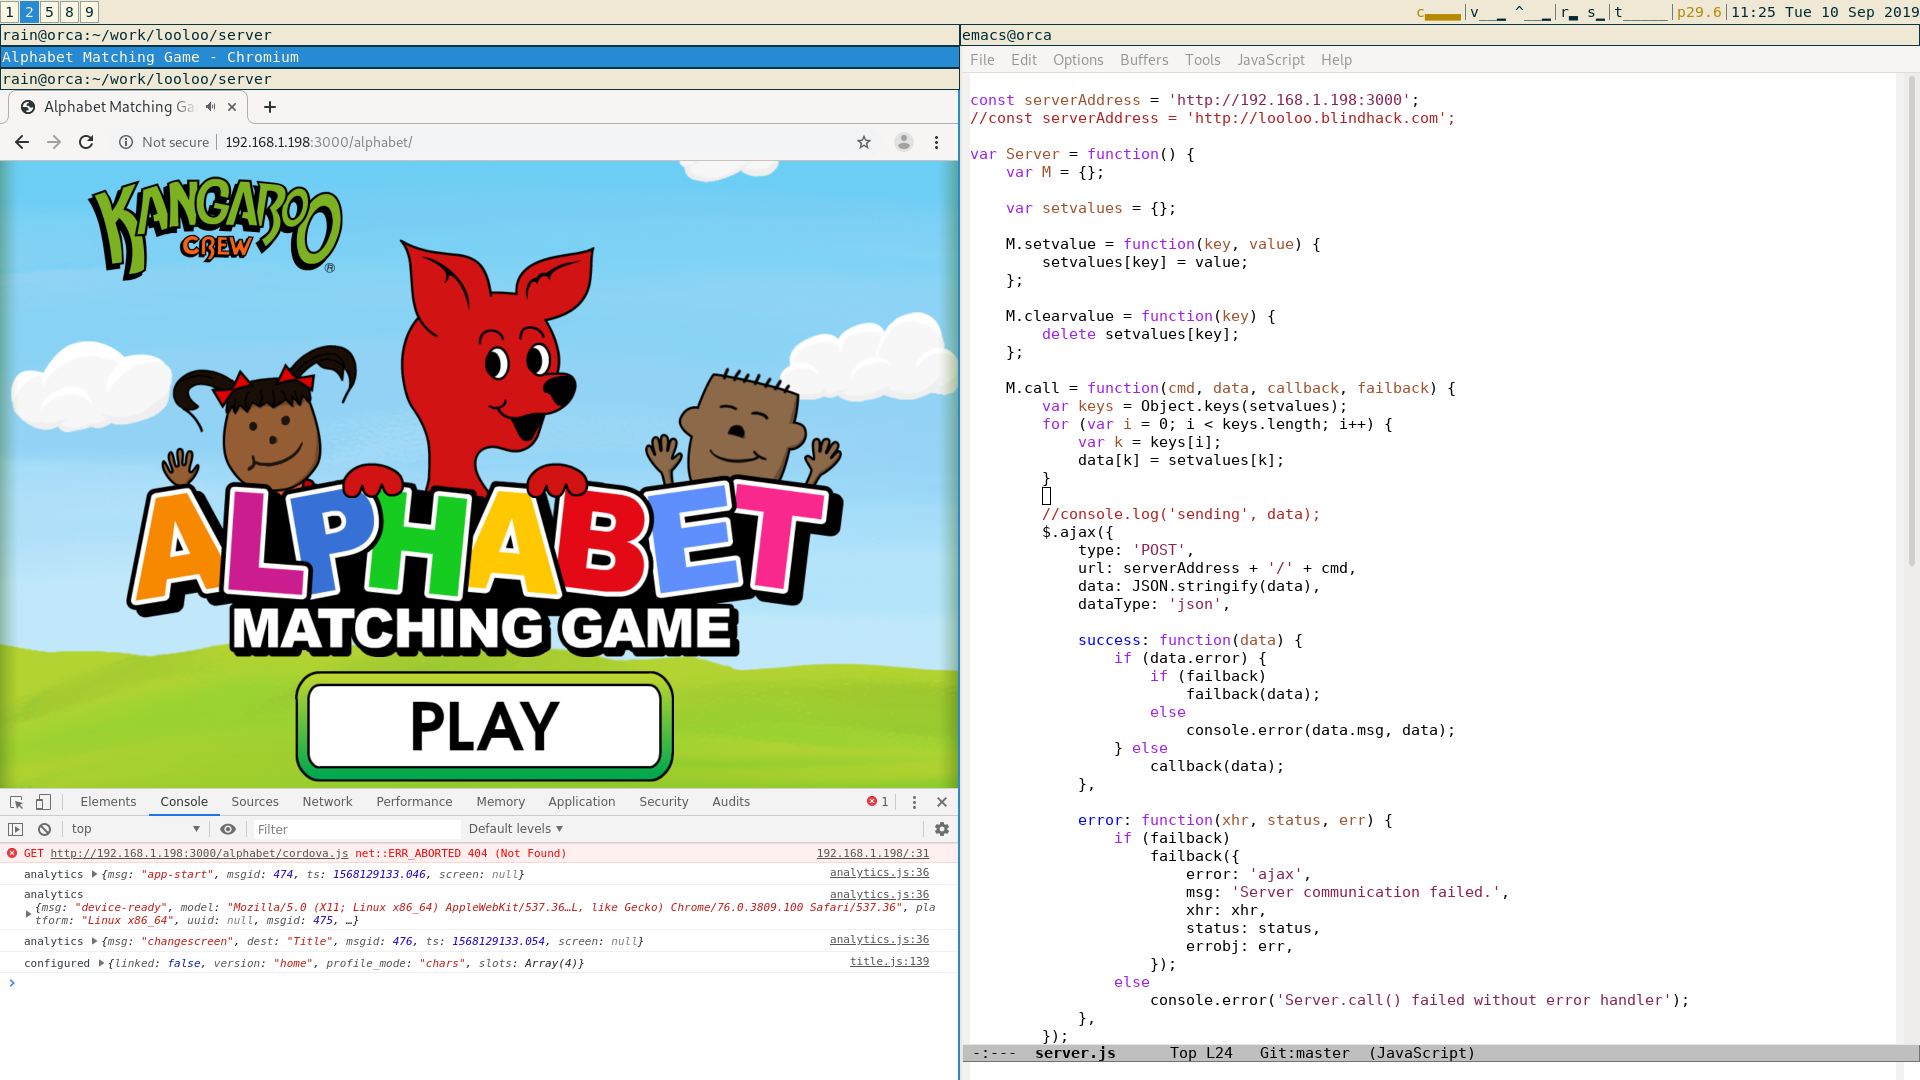 1 2 5 8 9
c▃▃▃▃|v__▂ ^__▂|r▃ s▂|t_____|p29.6|11:25 Tue 10 Sep 2019
rain@orca:~/work/looloo/server
Alphabet Matching Game - Chromium
rain@orca:~/work/looloo/server
Alphabet Matching Ga
Not secure | 192.168.1.198:3000/alphabet/
KANGAROO
CREW
®
ALPHABET
MATCHING GAME
PLAY
Elements Console Sources Network Performance Memory Application Security Audits 1
top Filter Default levels
GET http://192.168.1.198:3000/alphabet/cordova.js net::ERR_ABORTED 404 (Not Found) 192.168.1.198/:31
analytics {msg: "app-start", msgid: 474, ts: 1568129133.046, screen: null} analytics.js:36
analytics analytics.js:36
{msg: "device-ready", model: "Mozilla/5.0 (X11; Linux x86_64) AppleWebKit/537.36…L, like Gecko) Chrome/76.0.3809.100 Safari/537.36", pla
tform: "Linux x86_64", uuid: null, msgid: 475, …}
analytics {msg: "changescreen", dest: "Title", msgid: 476, ts: 1568129133.054, screen: null} analytics.js:36
configured {linked: false, version: "home", profile_mode: "chars", slots: Array(4)} title.js:139
emacs@orca
File Edit Options Buffers Tools JavaScript Help
const serverAddress = 'http://192.168.1.198:3000';
//const serverAddress = 'http://looloo.blindhack.com';
var Server = function() {
var M = {};
var setvalues = {};
M.setvalue = function(key, value) {
setvalues[key] = value;
};
M.clearvalue = function(key) {
delete setvalues[key];
};
M.call = function(cmd, data, callback, failback) {
var keys = Object.keys(setvalues);
for (var i = 0; i < keys.length; i++) {
var k = keys[i];
data[k] = setvalues[k];
}
//console.log('sending', data);
$.ajax({
type: 'POST',
url: serverAddress + '/' + cmd,
data: JSON.stringify(data),
dataType: 'json',
success: function(data) {
if (data.error) {
if (failback)
failback(data);
else
console.error(data.msg, data);
} else
callback(data);
},
error: function(xhr, status, err) {
if (failback)
failback({
error: 'ajax',
msg: 'Server communication failed.',
xhr: xhr,
status: status,
errobj: err,
});
else
console.error('Server.call() failed without error handler');
},
});
-:--- server.js Top L24 Git:master (JavaScript)